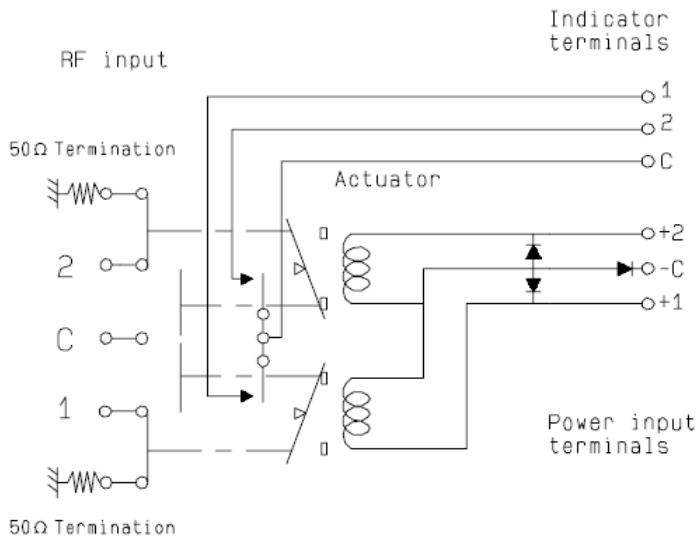 Indicator
terminals
RF input
1
2
50Ω Termination
C
Actuator
+2
2
-C
+1
C
1
Power input
terminals
50Ω Termination